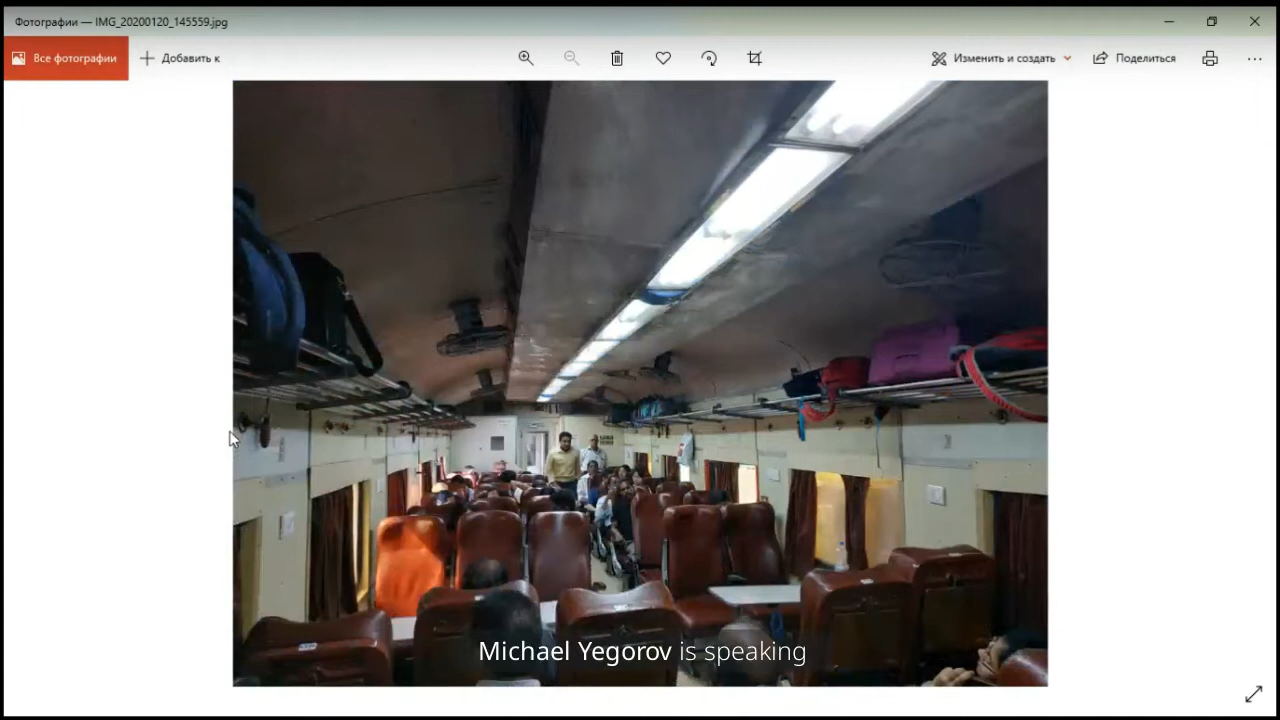 Фотографии — IMG_20200120_145559.jpg
Все фотографии
Добавить к
Изменить и создать
Поделиться
Michael Yegorov is speaking